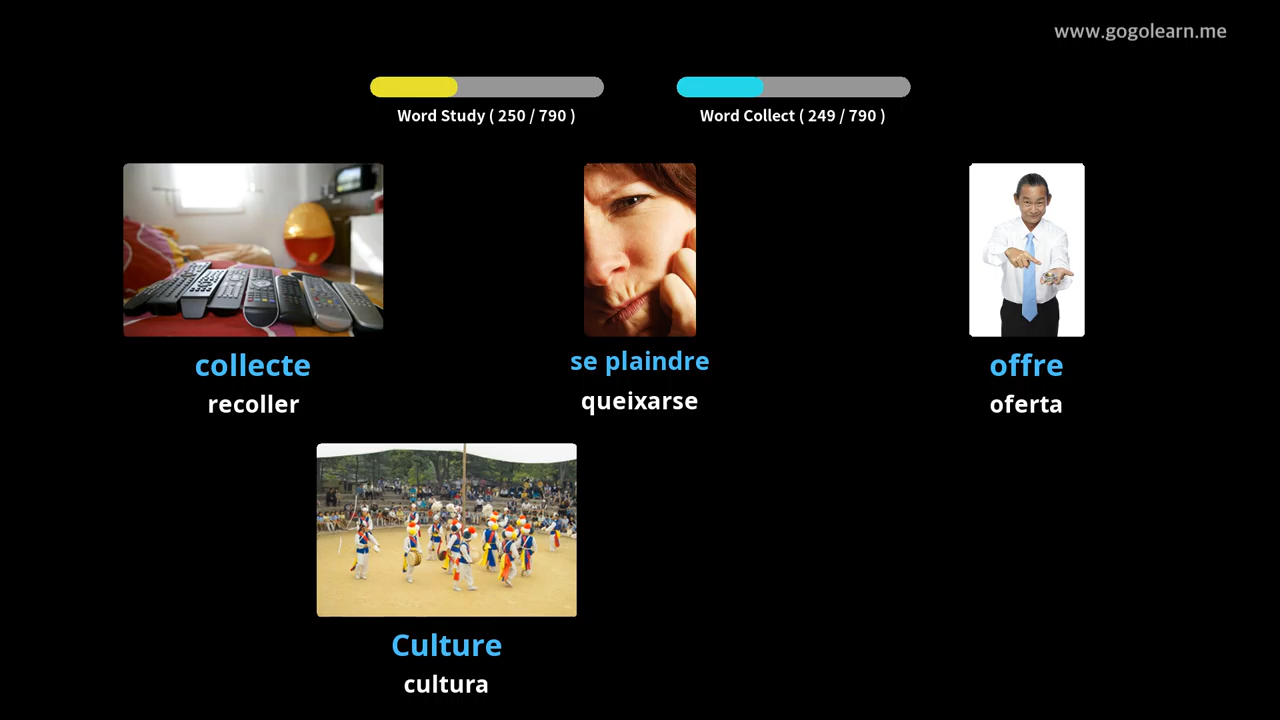 www.gogolearn.me
Word Study ( 250 / 790 )
Word Collect ( 249 / 790 )
collecte
recoller
se plaindre
queixarse
offre
oferta
Culture
cultura